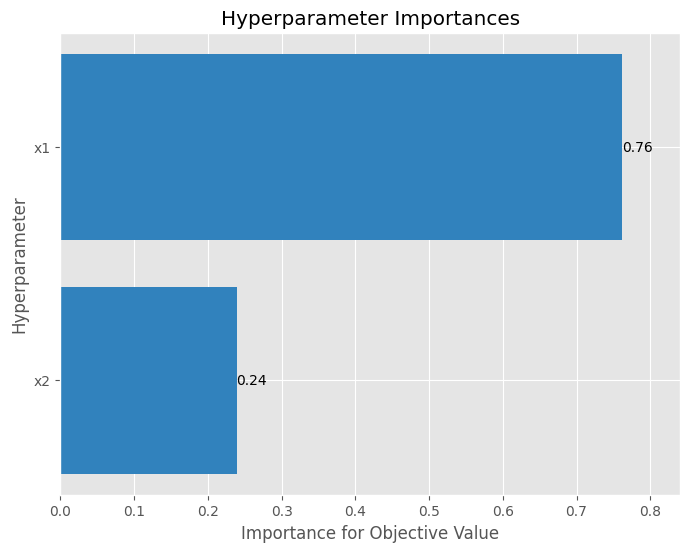 Hyperparameter Importances
Hyperparameter
x1
0.76
x2
0.24
0.0 0.1 0.2 0.3 0.4 0.5 0.6 0.7 0.8
Importance for Objective Value